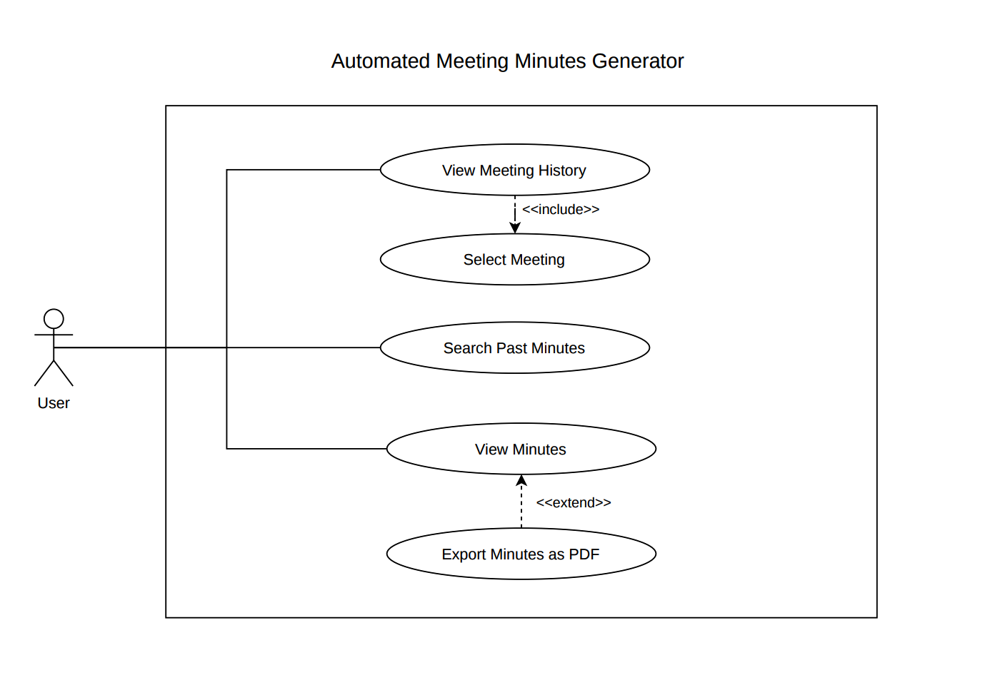 Automated Meeting Minutes Generator
View Meeting History
<<include>>
Select Meeting
Search Past Minutes
User
View Minutes
<<extend>>
Export Minutes as PDF